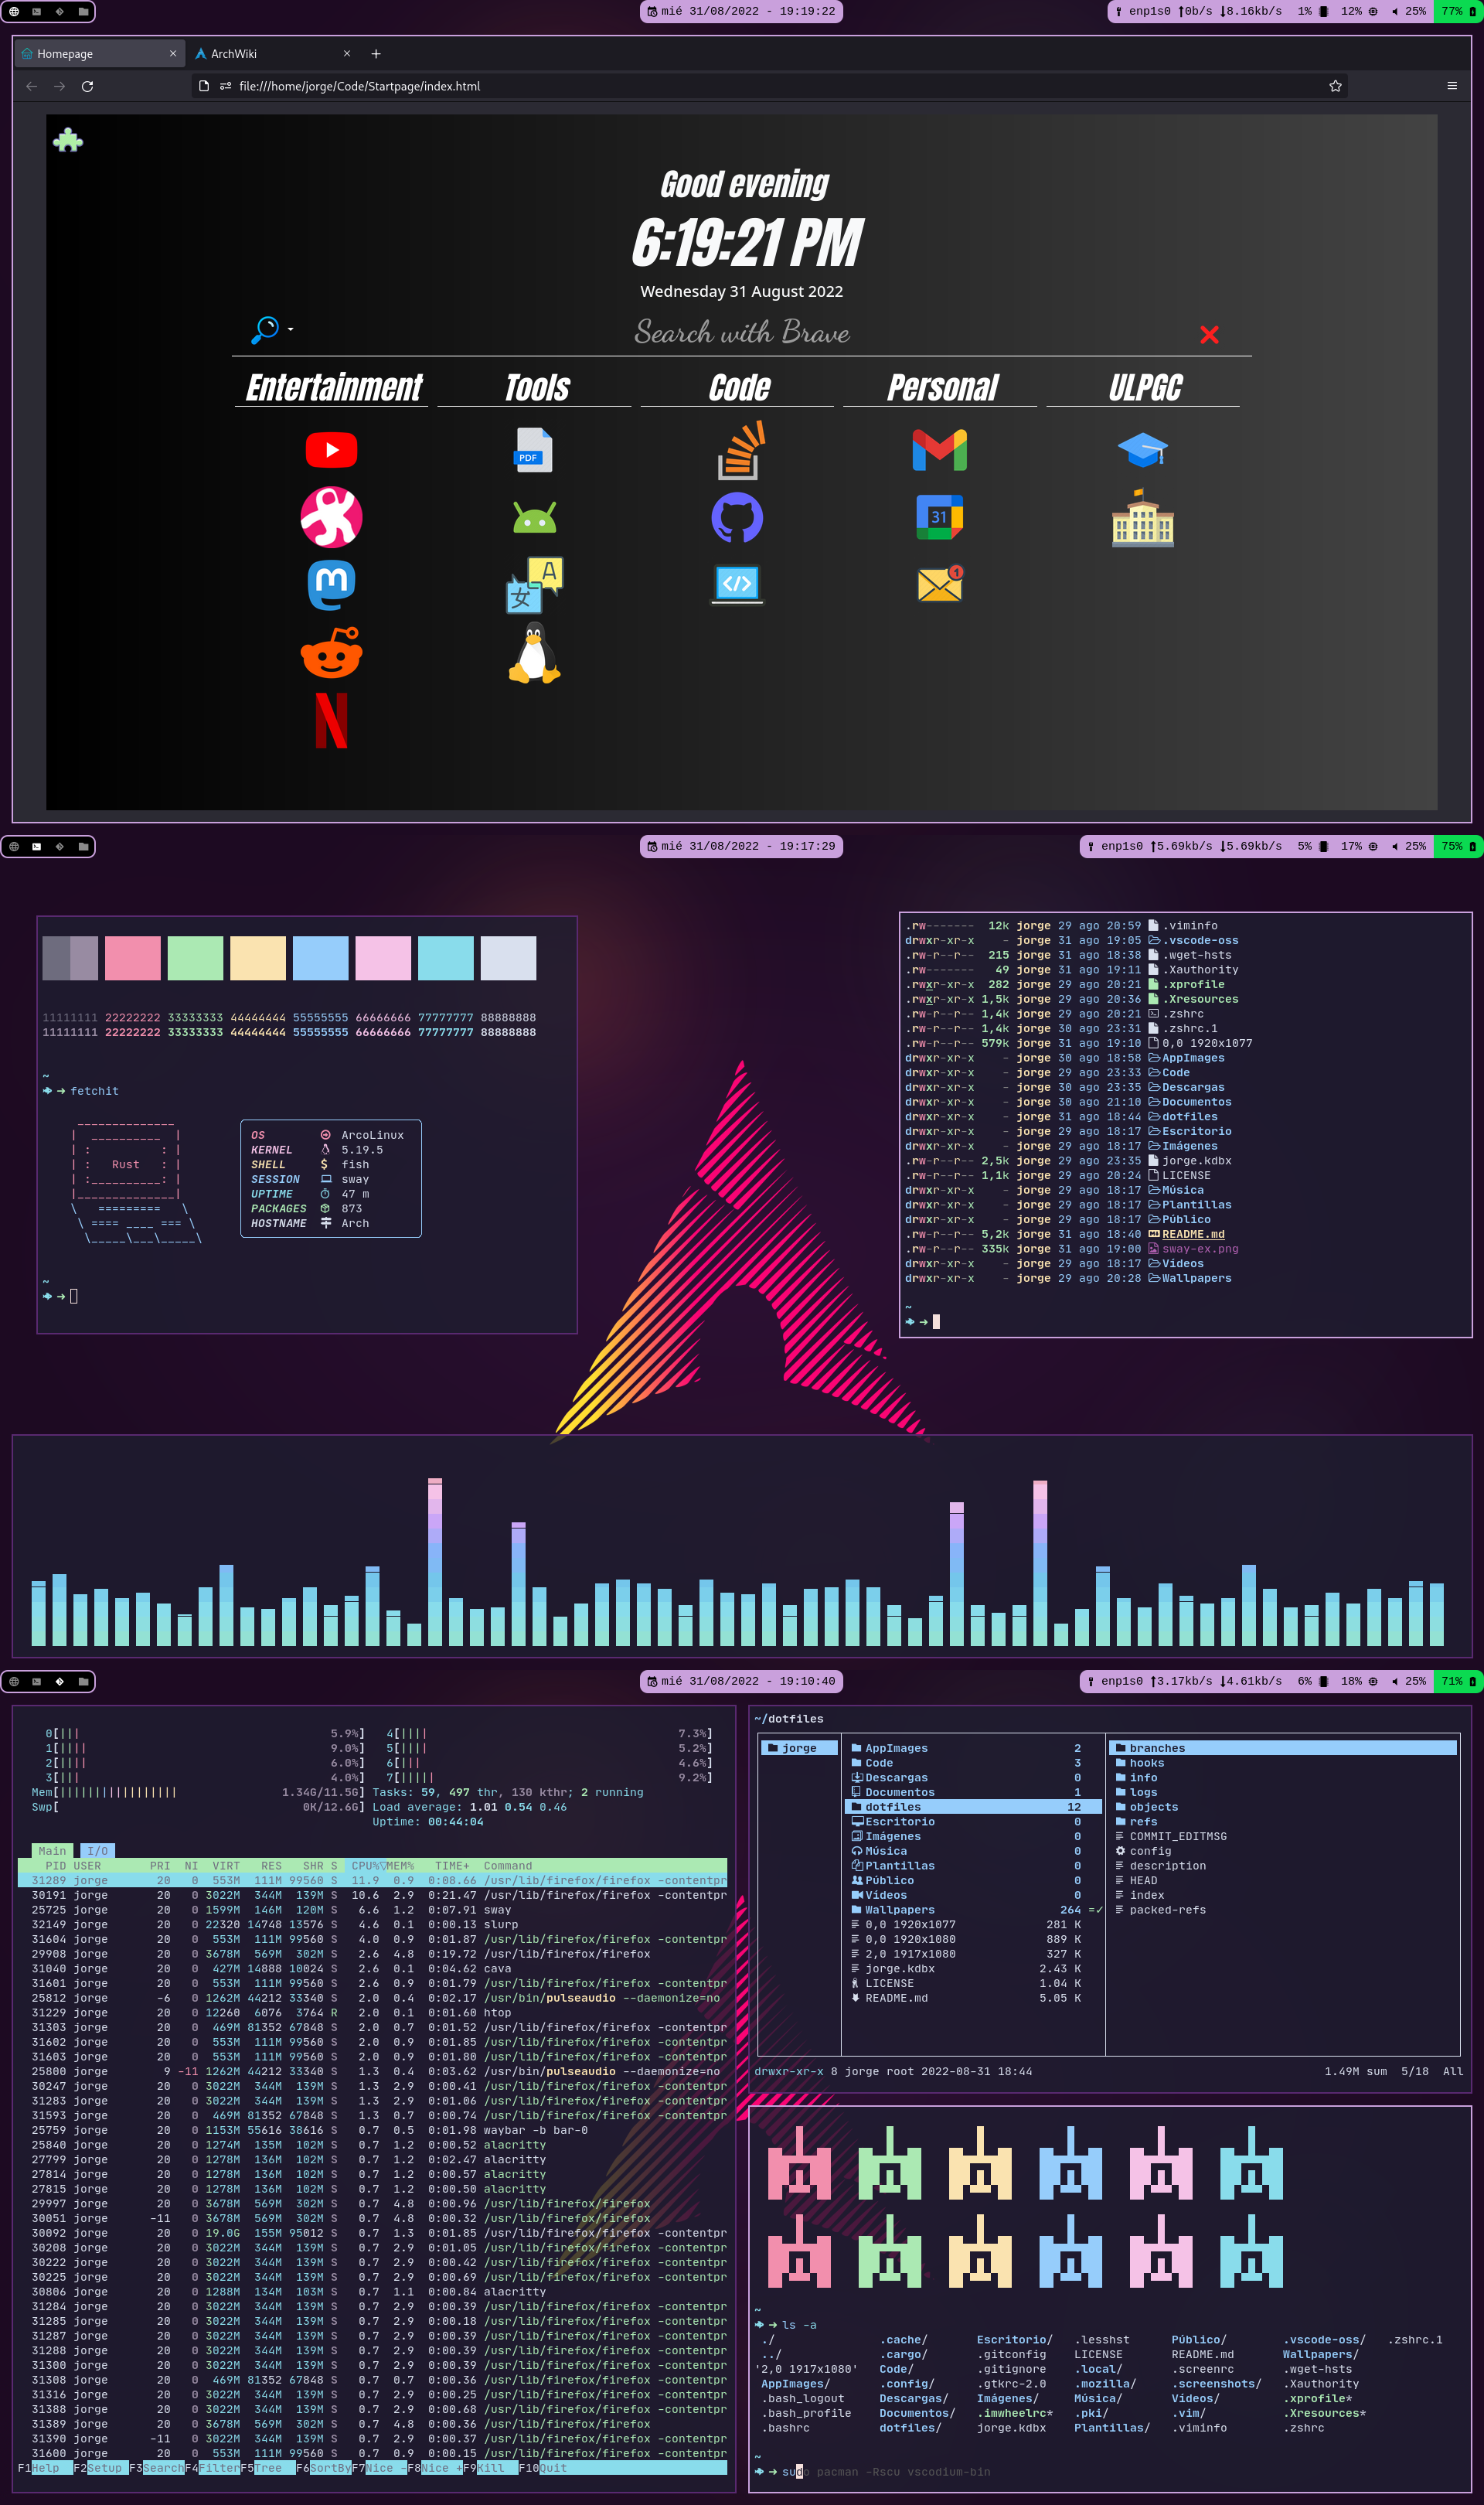 mié 31/08/2022 - 19:19:22
enp1s0 0b/s 8.16kb/s 1% 12% 25% 77%
Homepage ArchWiki
file:///home/jorge/Code/Startpage/index.html
Good evening
6:19:21 PM
Wednesday 31 August 2022
Search with Brave
Entertainment Tools Code Personal ULPGC
PDF
A
文
女
31
1
mié 31/08/2022 - 19:17:29
enp1s0 5.69kb/s 5.69kb/s 5% 17% 25% 75%
11111111 22222222 33333333 44444444 55555555 66666666 77777777 88888888
11111111 22222222 33333333 44444444 55555555 66666666 77777777 88888888
~
fetchit
Rust
OS ArcoLinux
KERNEL 5.19.5
SHELL $ fish
SESSION sway
UPTIME 47 m
PACKAGES 873
HOSTNAME Arch
~
.rw------- 12k jorge 29 ago 20:59 .viminfo
drwxr-xr-x - jorge 31 ago 19:05 .vscode-oss
.rw-r--r-- 215 jorge 31 ago 18:38 .wget-hsts
.rw------- 49 jorge 31 ago 19:11 .Xauthority
.rwxr-xr-x 282 jorge 29 ago 20:21 .xprofile
.rwxr-xr-x 1,5k jorge 29 ago 20:36 .Xresources
.rw-r--r-- 1,4k jorge 29 ago 20:21 .zshrc
.rw-r--r-- 1,4k jorge 30 ago 23:31 .zshrc.1
.rw-r--r-- 579k jorge 31 ago 19:10 0,0 1920x1077
drwxr-xr-x - jorge 30 ago 18:58 AppImages
drwxr-xr-x - jorge 29 ago 23:33 Code
drwxr-xr-x - jorge 30 ago 23:35 Descargas
drwxr-xr-x - jorge 30 ago 21:10 Documentos
drwxr-xr-x - jorge 31 ago 18:44 dotfiles
drwxr-xr-x - jorge 29 ago 18:17 Escritorio
drwxr-xr-x - jorge 29 ago 18:17 Imágenes
.rw-r--r-- 2,5k jorge 29 ago 23:35 jorge.kdbx
.rw-r--r-- 1,1k jorge 29 ago 20:24 LICENSE
drwxr-xr-x - jorge 29 ago 18:17 Música
drwxr-xr-x - jorge 29 ago 18:17 Plantillas
drwxr-xr-x - jorge 29 ago 18:17 Público
.rw-r--r-- 5,2k jorge 31 ago 18:40 README.md
.rw-r--r-- 335k jorge 31 ago 19:00 sway-ex.png
drwxr-xr-x - jorge 29 ago 18:17 Vídeos
drwxr-xr-x - jorge 29 ago 20:28 Wallpapers
~
mié 31/08/2022 - 19:10:40
enp1s0 3.17kb/s 4.61kb/s 6% 18% 25% 71%
0[||| 5.9%] 4[|||| 7.3%]
1[|||| 9.0%] 5[|||| 5.2%]
2[|||| 6.0%] 6[||| 4.6%]
3[||| 4.0%] 7[||||| 9.2%]
Mem[||||||||||||||||| 1.34G/11.5G] Tasks: 59, 497 thr, 130 kthr; 2 running
Swp[ 0K/12.6G] Load average: 1.01 0.54 0.46
Uptime: 00:44:04
Main I/O
PID USER PRI NI VIRT RES SHR S CPU%▽MEM% TIME+ Command
31289 jorge 20 0 553M 111M 99560 S 11.9 0.9 0:08.66 /usr/lib/firefox/firefox -contentpr
30191 jorge 20 0 3022M 344M 139M S 10.6 2.9 0:21.47 /usr/lib/firefox/firefox -contentpr
25725 jorge 20 0 1599M 146M 120M S 6.6 1.2 0:07.91 sway
32149 jorge 20 0 22320 14748 13576 S 4.6 0.1 0:00.13 slurp
31604 jorge 20 0 553M 111M 99560 S 4.0 0.9 0:01.87 /usr/lib/firefox/firefox -contentpr
29908 jorge 20 0 3678M 569M 302M S 2.6 4.8 0:19.72 /usr/lib/firefox/firefox
31040 jorge 20 0 427M 14888 10024 S 2.6 0.1 0:04.62 cava
31601 jorge 20 0 553M 111M 99560 S 2.6 0.9 0:01.79 /usr/lib/firefox/firefox -contentpr
25812 jorge -6 0 1262M 44212 33340 S 2.0 0.4 0:02.17 /usr/bin/pulseaudio --daemonize=no
31229 jorge 20 0 12260 6076 3764 R 2.0 0.1 0:01.60 htop
31303 jorge 20 0 469M 81352 67848 S 2.0 0.7 0:01.52 /usr/lib/firefox/firefox -contentpr
31602 jorge 20 0 553M 111M 99560 S 2.0 0.9 0:01.85 /usr/lib/firefox/firefox -contentpr
31603 jorge 20 0 553M 111M 99560 S 2.0 0.9 0:01.80 /usr/lib/firefox/firefox -contentpr
25800 jorge 9 -11 1262M 44212 33340 S 1.3 0.4 0:03.62 /usr/bin/pulseaudio --daemonize=no
30247 jorge 20 0 3022M 344M 139M S 1.3 2.9 0:00.41 /usr/lib/firefox/firefox -contentpr
31283 jorge 20 0 3022M 344M 139M S 1.3 2.9 0:01.06 /usr/lib/firefox/firefox -contentpr
31593 jorge 20 0 469M 81352 67848 S 1.3 0.7 0:00.74 /usr/lib/firefox/firefox -contentpr
25759 jorge 20 0 1153M 55616 38616 S 0.7 0.5 0:01.98 waybar -b bar-0
25840 jorge 20 0 1274M 135M 102M S 0.7 1.2 0:00.52 alacritty
27799 jorge 20 0 1278M 136M 102M S 0.7 1.2 0:02.47 alacritty
27814 jorge 20 0 1278M 136M 102M S 0.7 1.2 0:00.57 alacritty
27815 jorge 20 0 1278M 136M 102M S 0.7 1.2 0:00.50 alacritty
29997 jorge 20 0 3678M 569M 302M S 0.7 4.8 0:00.96 /usr/lib/firefox/firefox
30051 jorge -11 0 3678M 569M 302M S 0.7 4.8 0:00.32 /usr/lib/firefox/firefox
30092 jorge 20 0 19.0G 155M 95012 S 0.7 1.3 0:01.85 /usr/lib/firefox/firefox -contentpr
30208 jorge 20 0 3022M 344M 139M S 0.7 2.9 0:01.05 /usr/lib/firefox/firefox -contentpr
30222 jorge 20 0 3022M 344M 139M S 0.7 2.9 0:00.42 /usr/lib/firefox/firefox -contentpr
30225 jorge 20 0 3022M 344M 139M S 0.7 2.9 0:00.69 /usr/lib/firefox/firefox -contentpr
30806 jorge 20 0 1288M 134M 103M S 0.7 1.1 0:00.84 alacritty
31284 jorge 20 0 3022M 344M 139M S 0.7 2.9 0:00.39 /usr/lib/firefox/firefox -contentpr
31285 jorge 20 0 3022M 344M 139M S 0.7 2.9 0:00.18 /usr/lib/firefox/firefox -contentpr
31287 jorge 20 0 3022M 344M 139M S 0.7 2.9 0:00.39 /usr/lib/firefox/firefox -contentpr
31288 jorge 20 0 3022M 344M 139M S 0.7 2.9 0:00.39 /usr/lib/firefox/firefox -contentpr
31300 jorge 20 0 3022M 344M 139M S 0.7 2.9 0:00.39 /usr/lib/firefox/firefox -contentpr
31308 jorge 20 0 469M 81352 67848 S 0.7 0.7 0:00.36 /usr/lib/firefox/firefox -contentpr
31316 jorge 20 0 3022M 344M 139M S 0.7 2.9 0:00.25 /usr/lib/firefox/firefox -contentpr
31388 jorge 20 0 3022M 344M 139M S 0.7 2.9 0:00.68 /usr/lib/firefox/firefox -contentpr
31389 jorge 20 0 3678M 569M 302M S 0.7 4.8 0:00.36 /usr/lib/firefox/firefox
31390 jorge -11 0 3022M 344M 139M S 0.7 2.9 0:00.37 /usr/lib/firefox/firefox -contentpr
31600 jorge 20 0 553M 111M 99560 S 0.7 0.9 0:00.15 /usr/lib/firefox/firefox -contentpr
F1Help F2Setup F3SearchF4FilterF5Tree F6SortByF7Nice -F8Nice +F9Kill F10Quit
~/dotfiles
jorge AppImages 2 branches
Code 3 hooks
Descargas 0 info
Documentos 1 logs
dotfiles 12 objects
Escritorio 0 refs
Imágenes 0 COMMIT_EDITMSG
Música 0 config
Plantillas 0 description
Público 0 HEAD
Vídeos 0 index
Wallpapers 264 =✓ packed-refs
0,0 1920x1077 281 K
0,0 1920x1080 889 K
2,0 1917x1080 327 K
jorge.kdbx 2.43 K
LICENSE 1.04 K
README.md 5.05 K
drwxr-xr-x 8 jorge root 2022-08-31 18:44 1.49M sum 5/18 All
~
ls -a
./ .cache/ Escritorio/ .lesshst Público/ .vscode-oss/ .zshrc.1
../ .cargo/ .gitconfig LICENSE README.md Wallpapers/
'2,0 1917x1080' Code/ .gitignore .local/ .screenrc .wget-hsts
AppImages/ .config/ .gtkrc-2.0 .mozilla/ .screenshots/ .Xauthority
.bash_logout Descargas/ Imágenes/ Música/ Vídeos/ .xprofile*
.bash_profile Documentos/ .imwheelrc* .pki/ .vim/ .Xresources*
.bashrc dotfiles/ jorge.kdbx Plantillas/ .viminfo .zshrc
~
sudo pacman -Rscu vscodium-bin